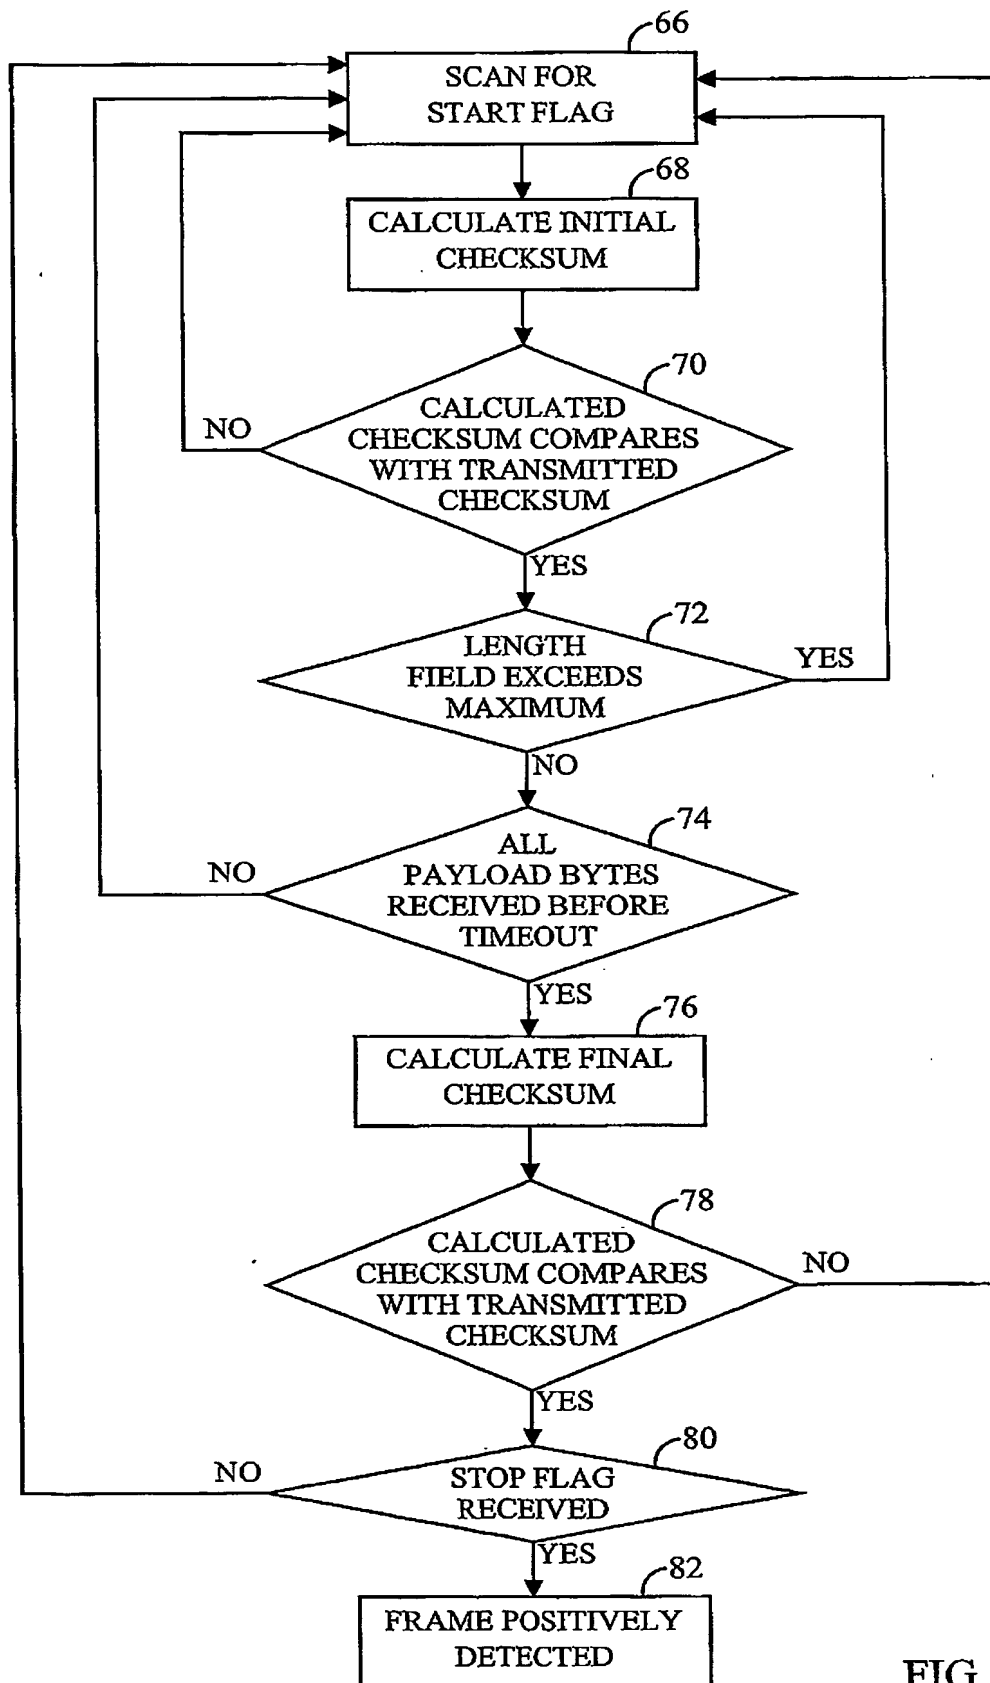 66
SCAN FOR
START FLAG
68
CALCULATE INITIAL
CHECKSUM
70
CALCULATED
CHECKSUM COMPARES
WITH TRANSMITTED
CHECKSUM
NO
YES
72
LENGTH
FIELD EXCEEDS
MAXIMUM
YES
NO
74
ALL
PAYLOAD BYTES
RECEIVED BEFORE
TIMEOUT
NO
YES
76
CALCULATE FINAL
CHECKSUM
78
CALCULATED
CHECKSUM COMPARES
WITH TRANSMITTED
CHECKSUM
NO
YES
80
STOP FLAG
RECEIVED
NO
YES
82
FRAME POSITIVELY
DETECTED
FIG